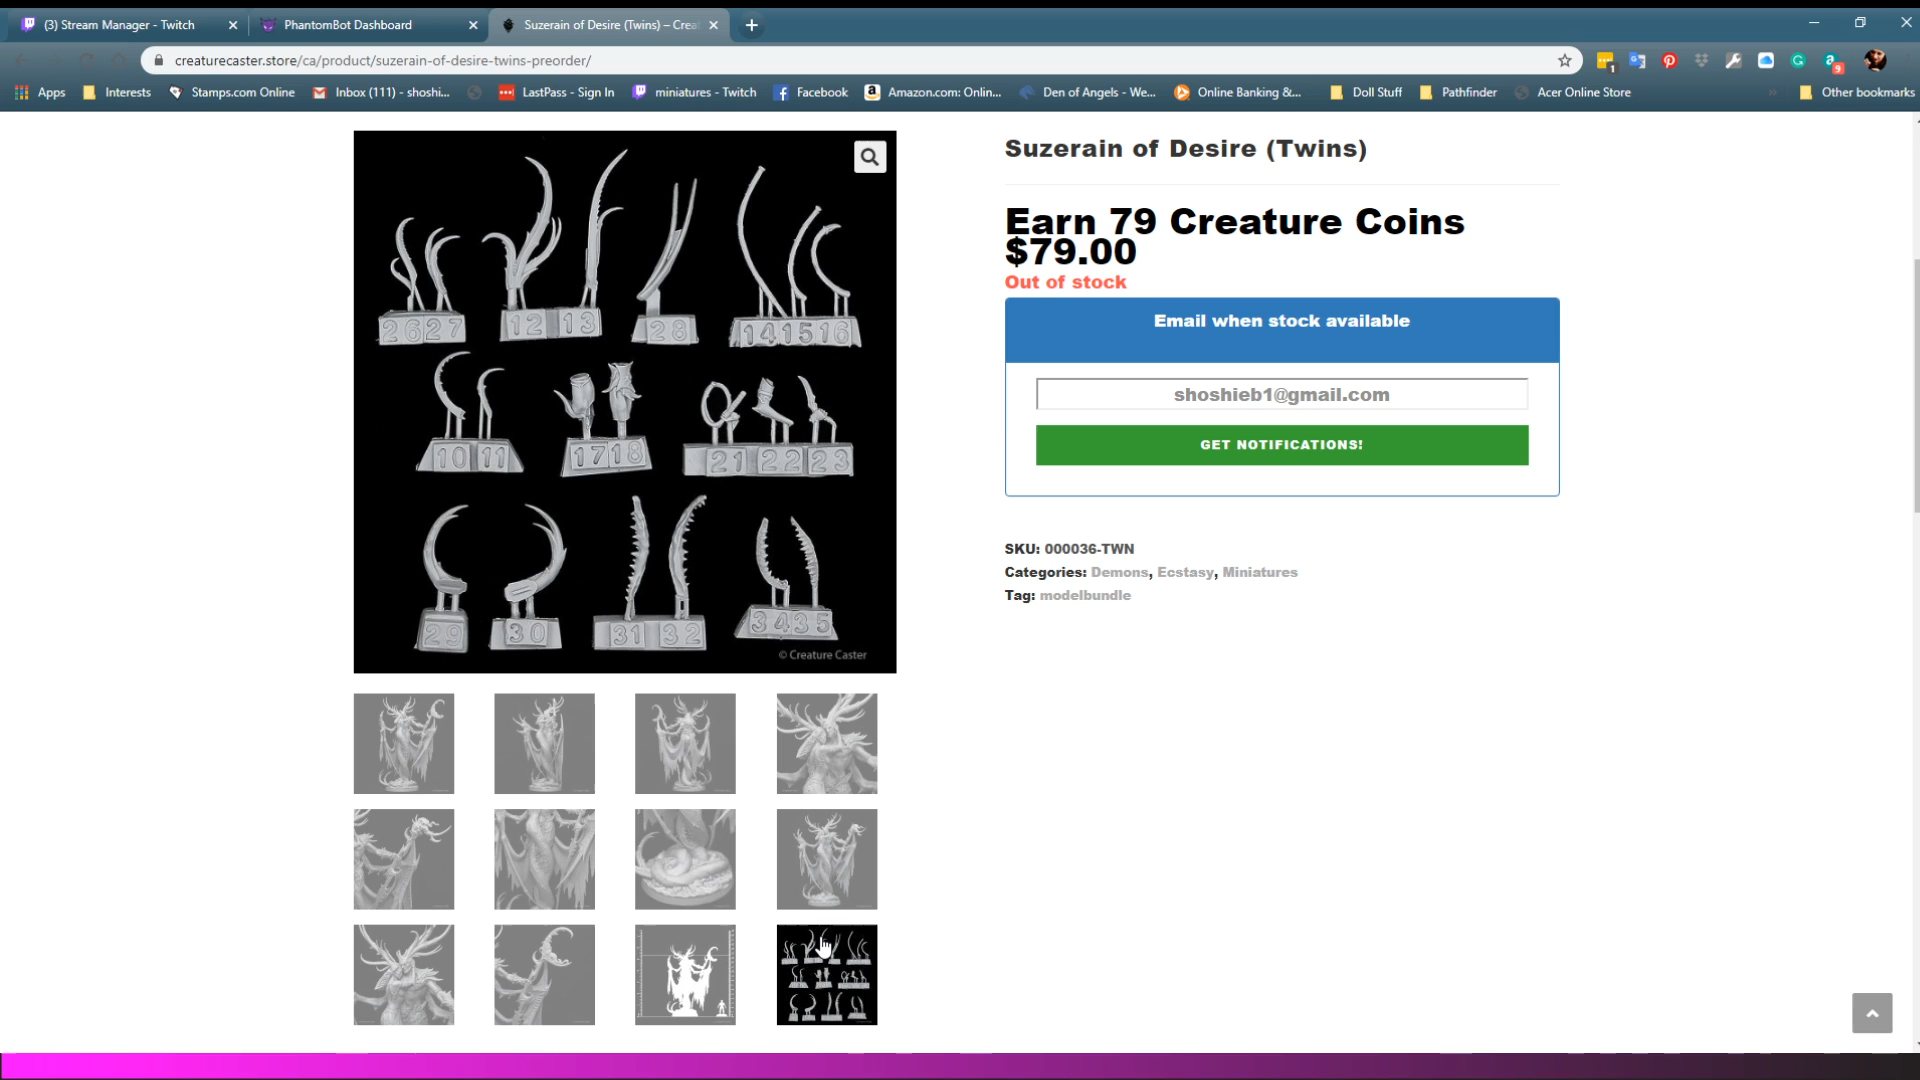 (3) Stream Manager - Twitch
PhantomBot Dashboard
Suzerain of Desire (Twins) – Crea
creaturecaster.store/ca/product/suzerain-of-desire-twins-preorder/
1
9
Apps
Interests
Stamps.com Online
Inbox (111) - shoshi...
LastPass - Sign In
miniatures - Twitch
Facebook
Amazon.com: Onlin...
Den of Angels - We...
Online Banking &...
Doll Stuff
Pathfinder
Acer Online Store
Other bookmarks
26 27
12 13
28
14 15 16
10 11
17 18
21 22 23
29
30
31 32
34 35
© Creature Caster
Suzerain of Desire (Twins)
Earn 79 Creature Coins
$79.00
Out of stock
Email when stock available
shoshieb1@gmail.com
GET NOTIFICATIONS!
SKU: 000036-TWN
Categories: Demons, Ecstasy, Miniatures
Tag: modelbundle